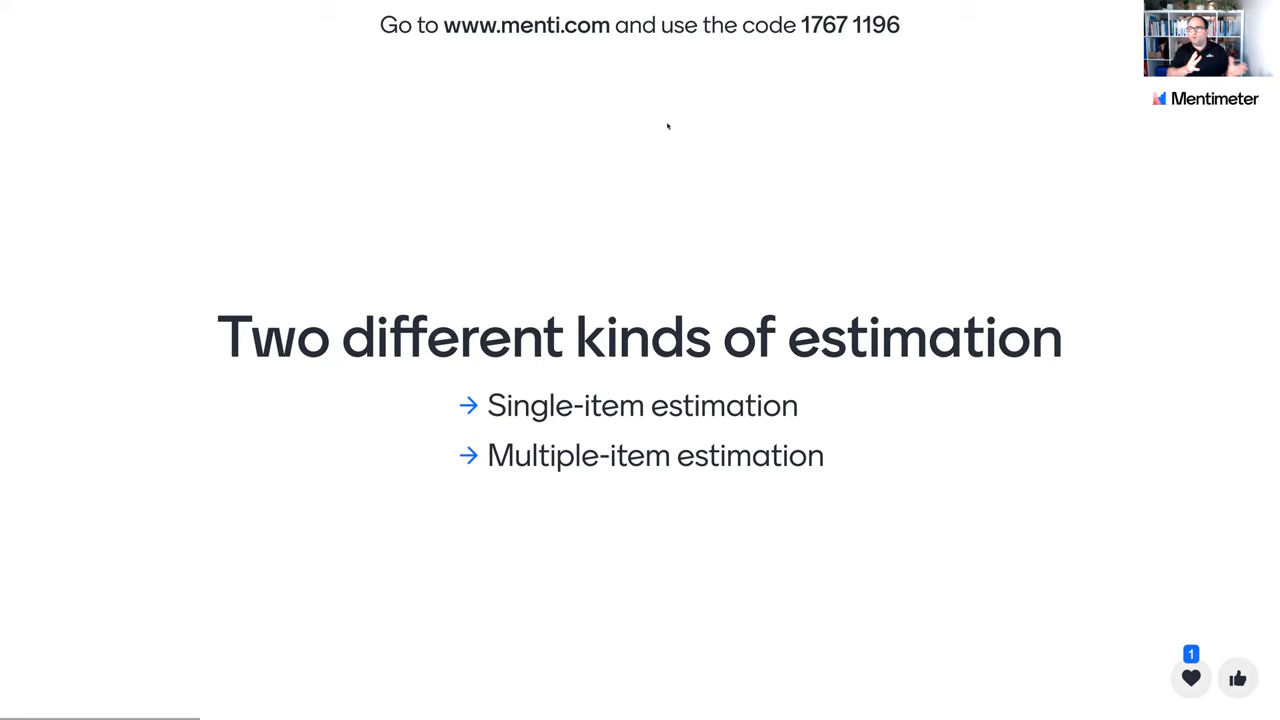 Go to www.menti.com and use the code 1767 1196
Mentimeter
Two different kinds of estimation
→ Single-item estimation
→ Multiple-item estimation
1